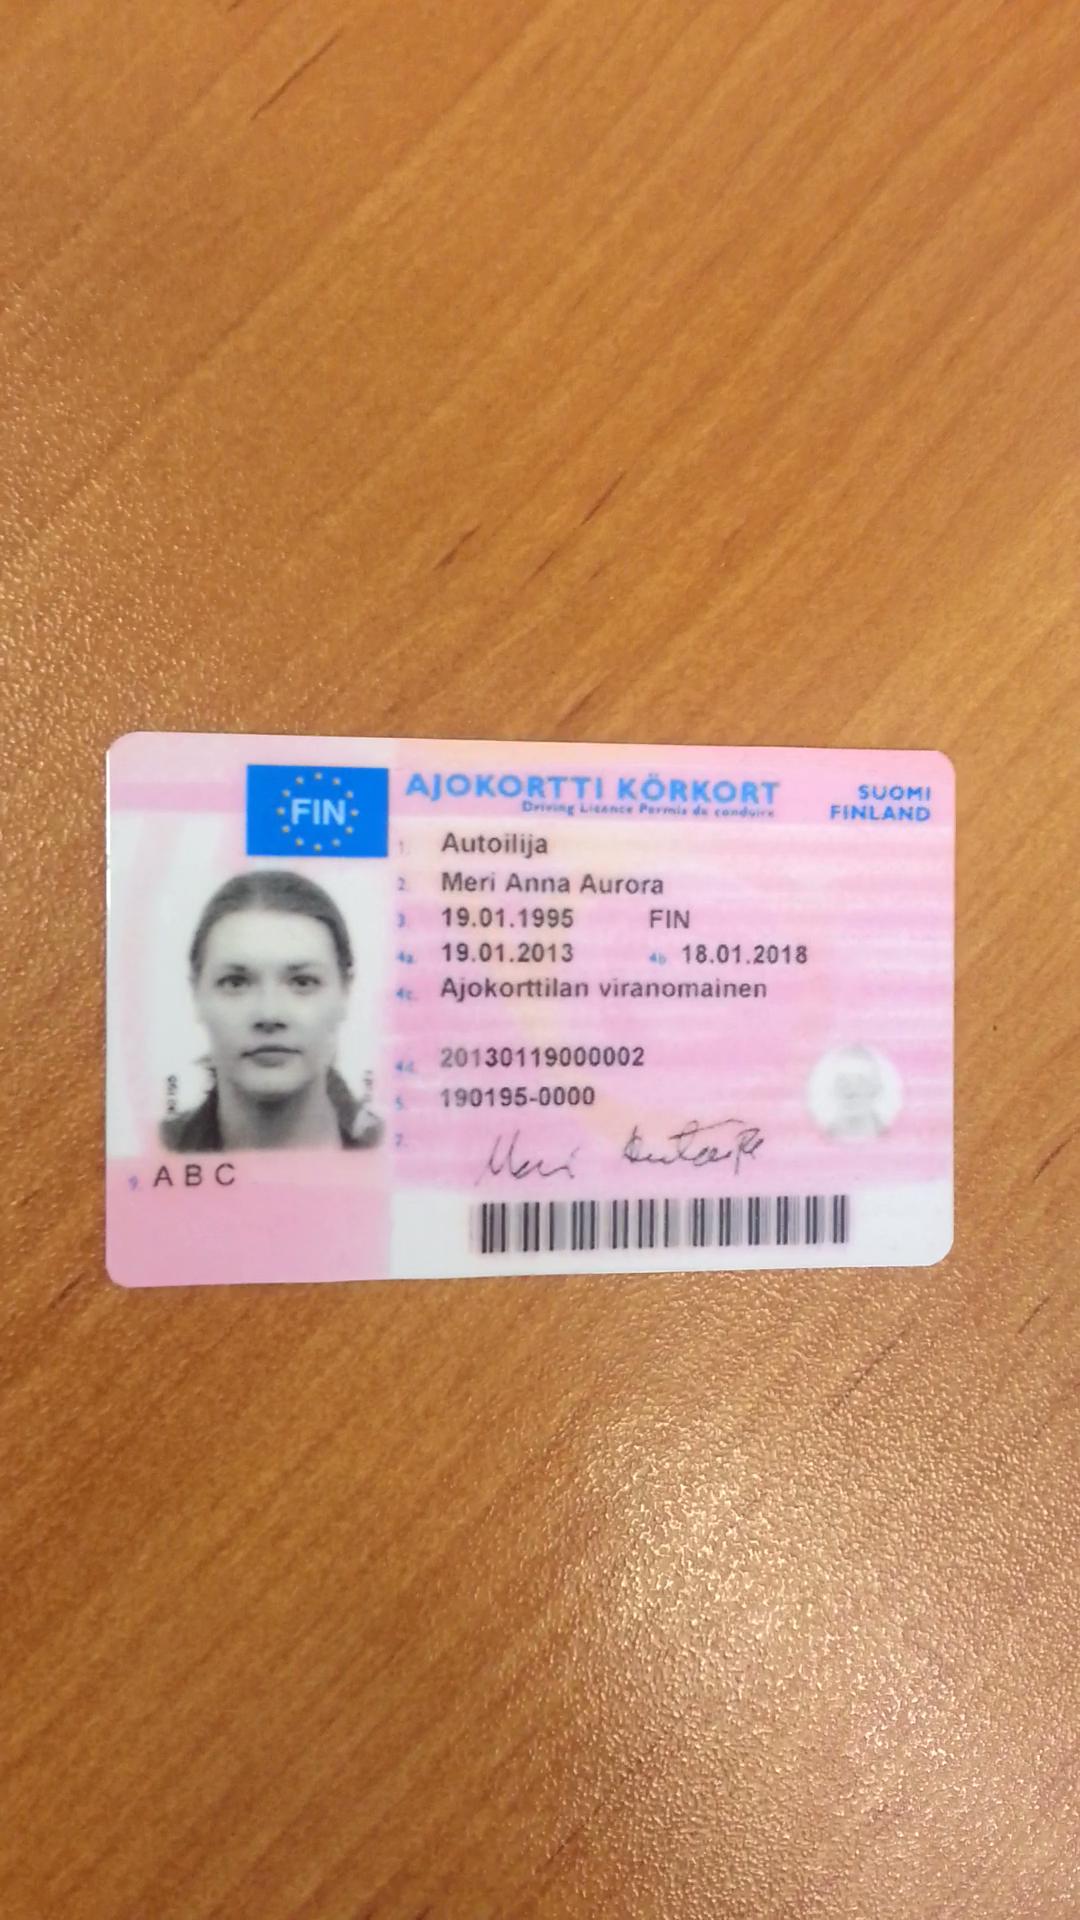 FIN
AJOKORTTI KÖRKORT
Driving Licence Permis de conduire
SUOMI
FINLAND
1. Autoilija
2. Meri Anna Aurora
3. 19.01.1995 FIN
4a. 19.01.2013 4b. 18.01.2018
4c. Ajokorttilan viranomainen
4d. 20130119000002
5. 190195-0000
7. Meri Autoilija
9. A B C